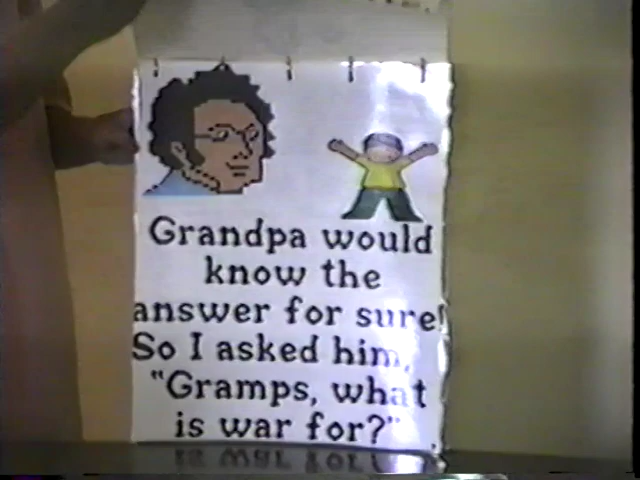 Grandpa would
know the
answer for sure!
So I asked him,
"Gramps, what
is war for?"